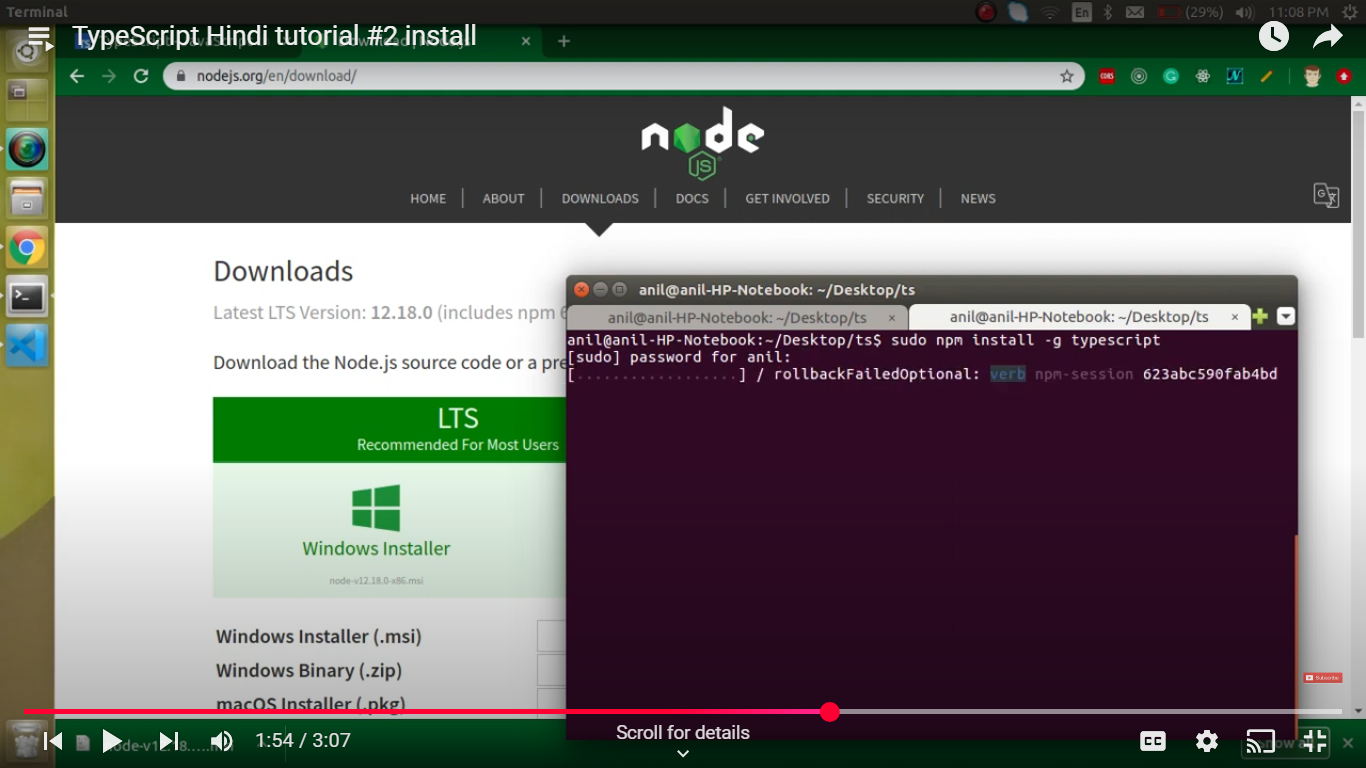 Terminal
En
(29%)
11:08 PM
TypeScript Hindi tutorial #2 install
nodejs.org/en/download/
node
JS
HOME
ABOUT
DOWNLOADS
DOCS
GET INVOLVED
SECURITY
NEWS
Downloads
Latest LTS Version: 12.18.0 (includes npm 6
Download the Node.js source code or a pre
LTS
Recommended For Most Users
Windows Installer
node-v12.18.0-x86.msi
Windows Installer (.msi)
Windows Binary (.zip)
macOS Installer (.pkg)
anil@anil-HP-Notebook: ~/Desktop/ts
anil@anil-HP-Notebook: ~/Desktop/ts
anil@anil-HP-Notebook: ~/Desktop/ts
anil@anil-HP-Notebook:~/Desktop/ts$ sudo npm install -g typescript
[sudo] password for anil:
[..................] / rollbackFailedOptional: verb npm-session 623abc590fab4bd
Subscribe
1:54 / 3:07
Scroll for details
CC